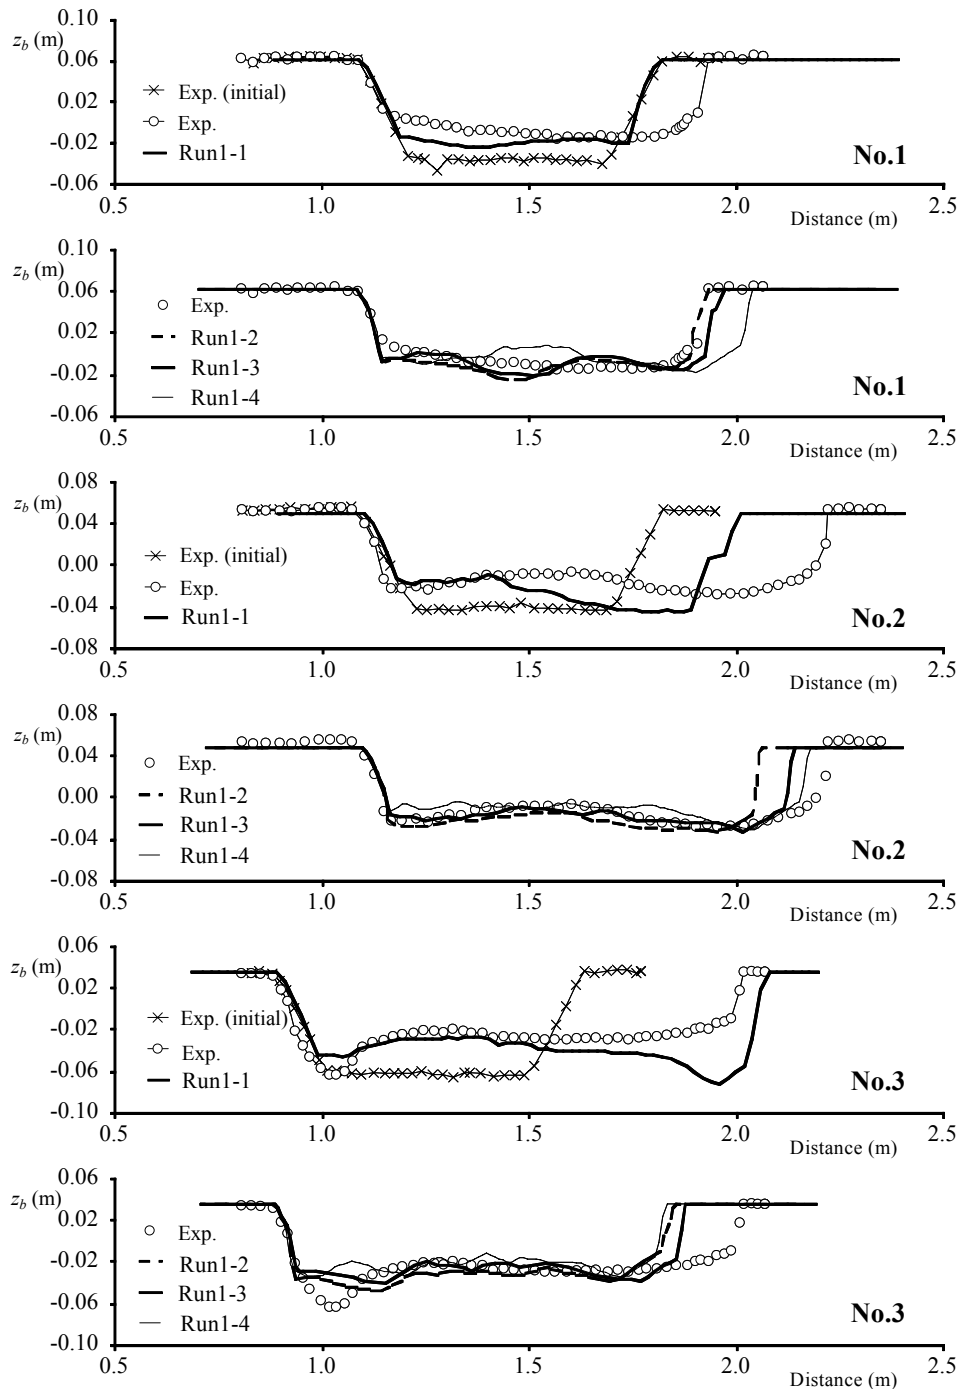 0.10
z_b (m)
0.06
0.02
-0.02
-0.06
Exp. (initial)
Exp.
Run1-1
No.1
0.5 1.0 1.5 2.0 2.5
Distance (m)
0.10
z_b (m)
0.06
0.02
-0.02
-0.06
Exp.
Run1-2
Run1-3
Run1-4
No.1
0.5 1.0 1.5 2.0 2.5
Distance (m)
0.08
z_b (m)
0.04
0.00
-0.04
-0.08
Exp. (initial)
Exp.
Run1-1
No.2
0.5 1.0 1.5 2.0 2.5
Distance (m)
0.08
z_b (m)
0.04
0.00
-0.04
-0.08
Exp.
Run1-2
Run1-3
Run1-4
No.2
0.5 1.0 1.5 2.0 2.5
Distance (m)
0.06
z_b (m)
0.02
-0.02
-0.06
-0.10
Exp. (initial)
Exp.
Run1-1
No.3
0.5 1.0 1.5 2.0 2.5
Distance (m)
0.06
z_b (m)
0.02
-0.02
-0.06
-0.10
Exp.
Run1-2
Run1-3
Run1-4
No.3
0.5 1.0 1.5 2.0 2.5
Distance (m)